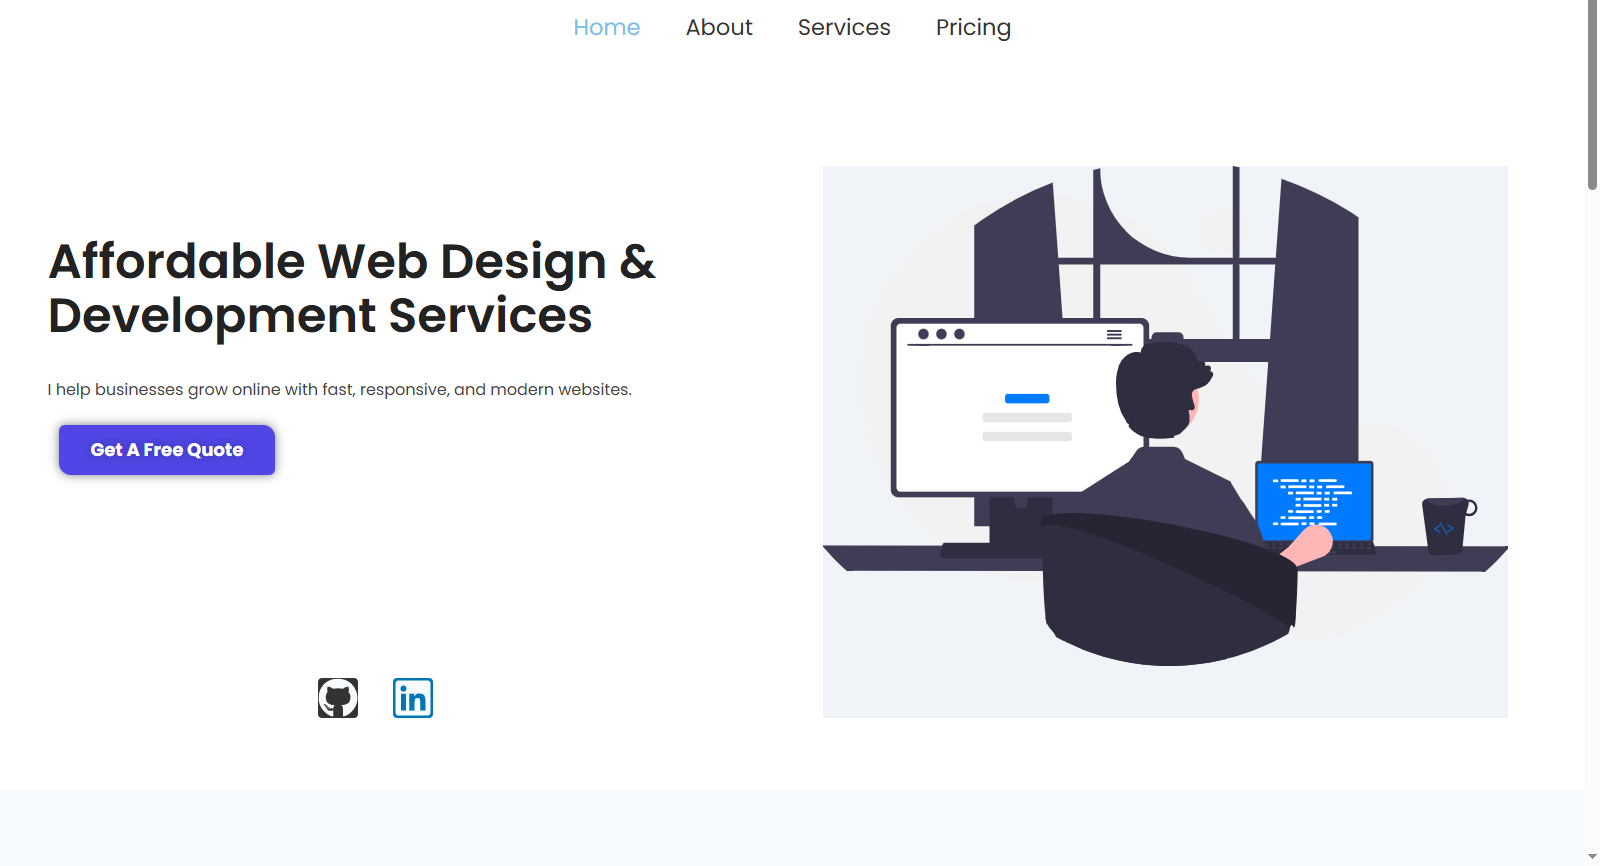 Home About Services Pricing
Affordable Web Design &
Development Services
I help businesses grow online with fast, responsive, and modern websites.
Get A Free Quote
in
<\>